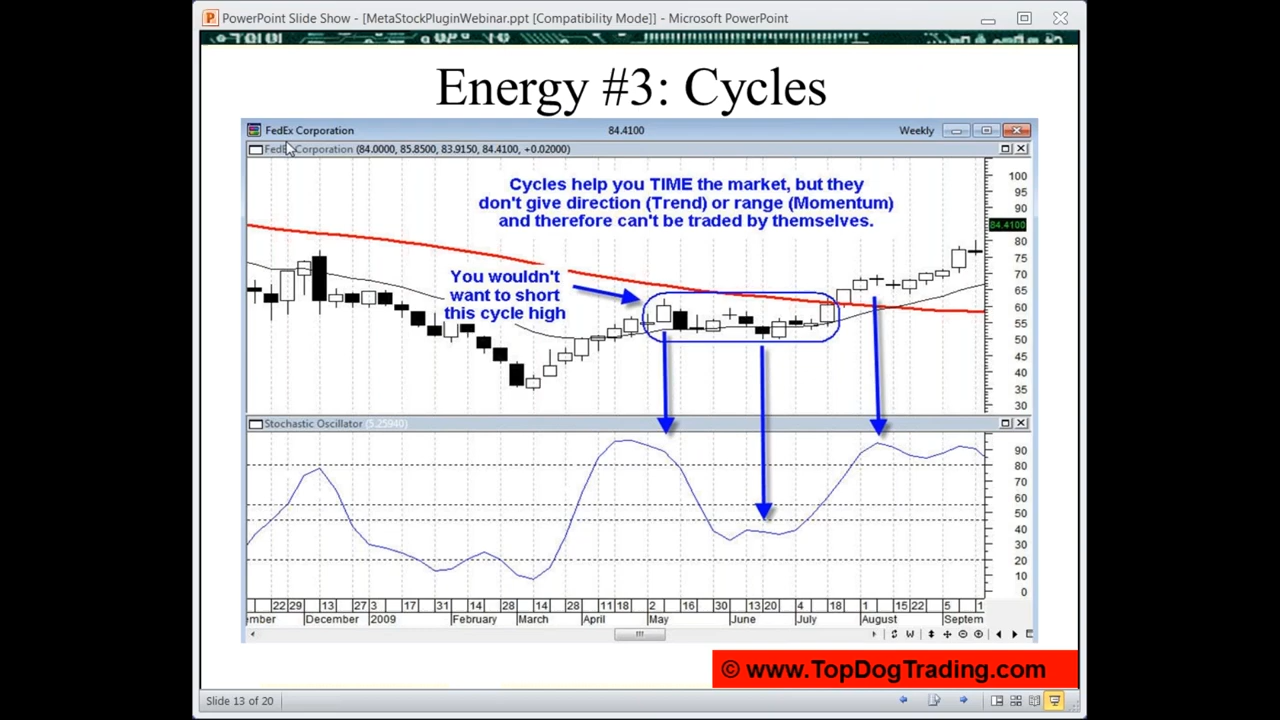 PowerPoint Slide Show - [MetaStockPluginWebinar.ppt [Compatibility Mode]] - Microsoft PowerPoint
Energy #3: Cycles
FedEx Corporation 84.4100 Weekly
Corporation (84.0000, 85.8500, 83.9150, 84.4100, +0.02000)
Cycles help you TIME the market, but they
don't give direction (Trend) or range (Momentum)
and therefore can't be traded by themselves.
You wouldn't
want to short
this cycle high
100
95
90
84.4100
80
75
70
65
60
55
50
45
40
35
30
Stochastic Oscillator (5.25940)
90
80
70
60
50
40
30
20
10
0
22 29 13 27 3 17 31 14 28 14 28 11 18 2 16 30 13 20 4 18 1 15 22 5 1
mber December 2009 February March April May June July August Septem
© www.TopDogTrading.com
Slide 13 of 20